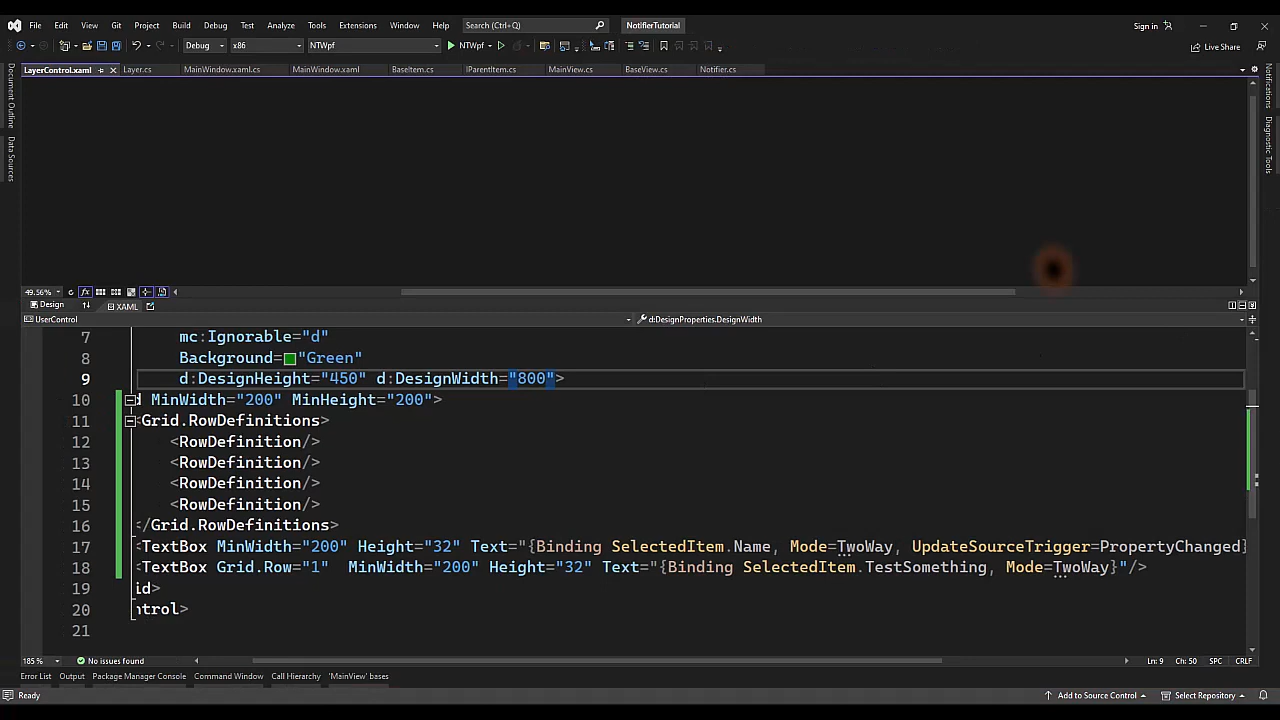 File Edit View Git Project Build Debug Test Analyze Tools Extensions Window Help Search (Ctrl+Q) NotifierTutorial Sign in
Debug x86 NTWpf NTWpf Live Share
LayerControl.xaml Layer.cs MainWindow.xaml.cs MainWindow.xaml BaseItem.cs IParentItem.cs MainView.cs BaseView.cs Notifier.cs
Document Outline
Data Sources
Notifications
Diagnostic Tools
49.56%
Design XAML
UserControl d:DesignProperties.DesignWidth
7 mc:Ignorable="d"
8 Background="Green"
9 d:DesignHeight="450" d:DesignWidth="800">
10 MinWidth="200" MinHeight="200">
11 <Grid.RowDefinitions>
12 <RowDefinition/>
13 <RowDefinition/>
14 <RowDefinition/>
15 <RowDefinition/>
16 </Grid.RowDefinitions>
17 <TextBox MinWidth="200" Height="32" Text="{Binding SelectedItem.Name, Mode=TwoWay, UpdateSourceTrigger=PropertyChanged}
18 <TextBox Grid.Row="1" MinWidth="200" Height="32" Text="{Binding SelectedItem.TestSomething, Mode=TwoWay}"/>
19 id>
20 ntrol>
21
185 % No issues found Ln: 9 Ch: 50 SPC CRLF
Error List Output Package Manager Console Command Window Call Hierarchy 'MainView' bases
Ready Add to Source Control Select Repository